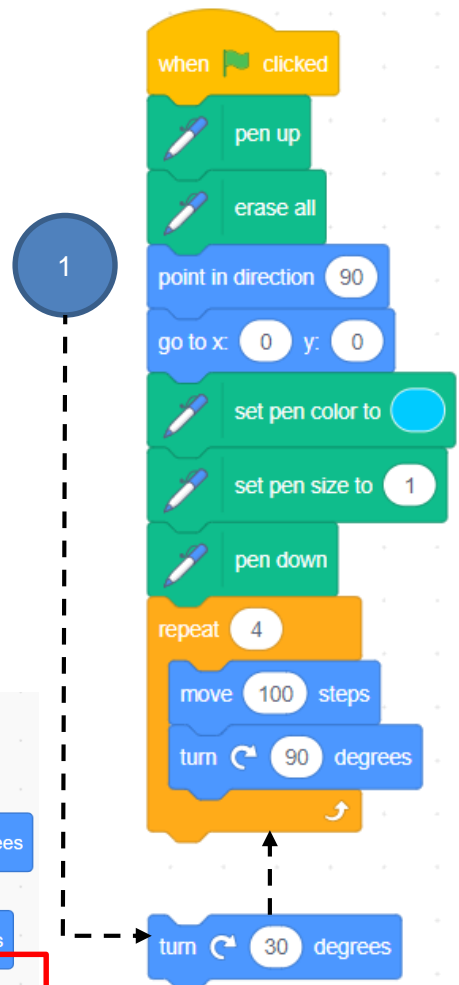 when clicked
pen up
erase all
1
point in direction 90
go to x: 0 y: 0
set pen color to
set pen size to 1
pen down
repeat 4
move 100 steps
turn 90 degrees
turn 30 degrees